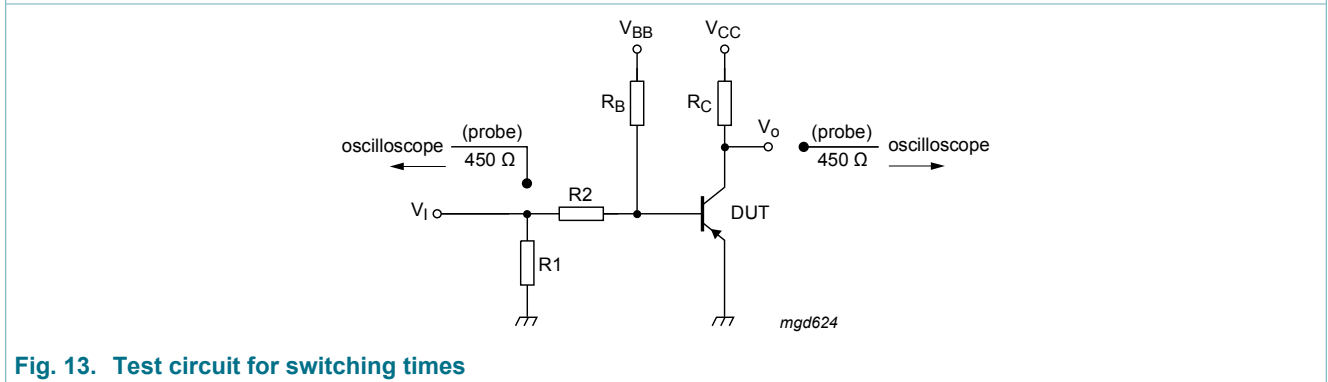 VBB VCC
RB RC
Vo
oscilloscope (probe) 450 Ω
(probe) 450 Ω oscilloscope
R2
VI
DUT
R1
mgd624
Fig. 13. Test circuit for switching times